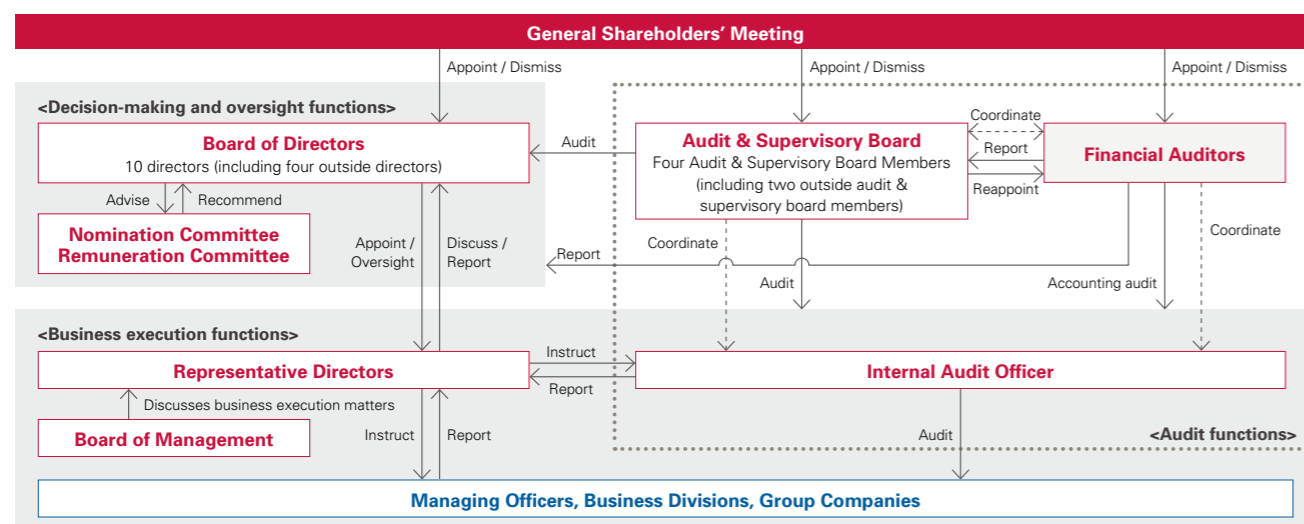 General Shareholders' Meeting
Appoint / Dismiss
Appoint / Dismiss
Appoint / Dismiss
<Decision-making and oversight functions>
Board of Directors
10 directors (including four outside directors)
Audit
Audit & Supervisory Board
Four Audit & Supervisory Board Members
(including two outside audit &
supervisory board members)
Coordinate
Report
Reappoint
Financial Auditors
Advise
Recommend
Nomination Committee
Remuneration Committee
Appoint /
Oversight
Discuss /
Report
Report
Coordinate
Audit
Accounting audit
Coordinate
<Business execution functions>
Representative Directors
Instruct
Report
Internal Audit Officer
Discusses business execution matters
Board of Management
Instruct
Report
Audit
<Audit functions>
Managing Officers, Business Divisions, Group Companies